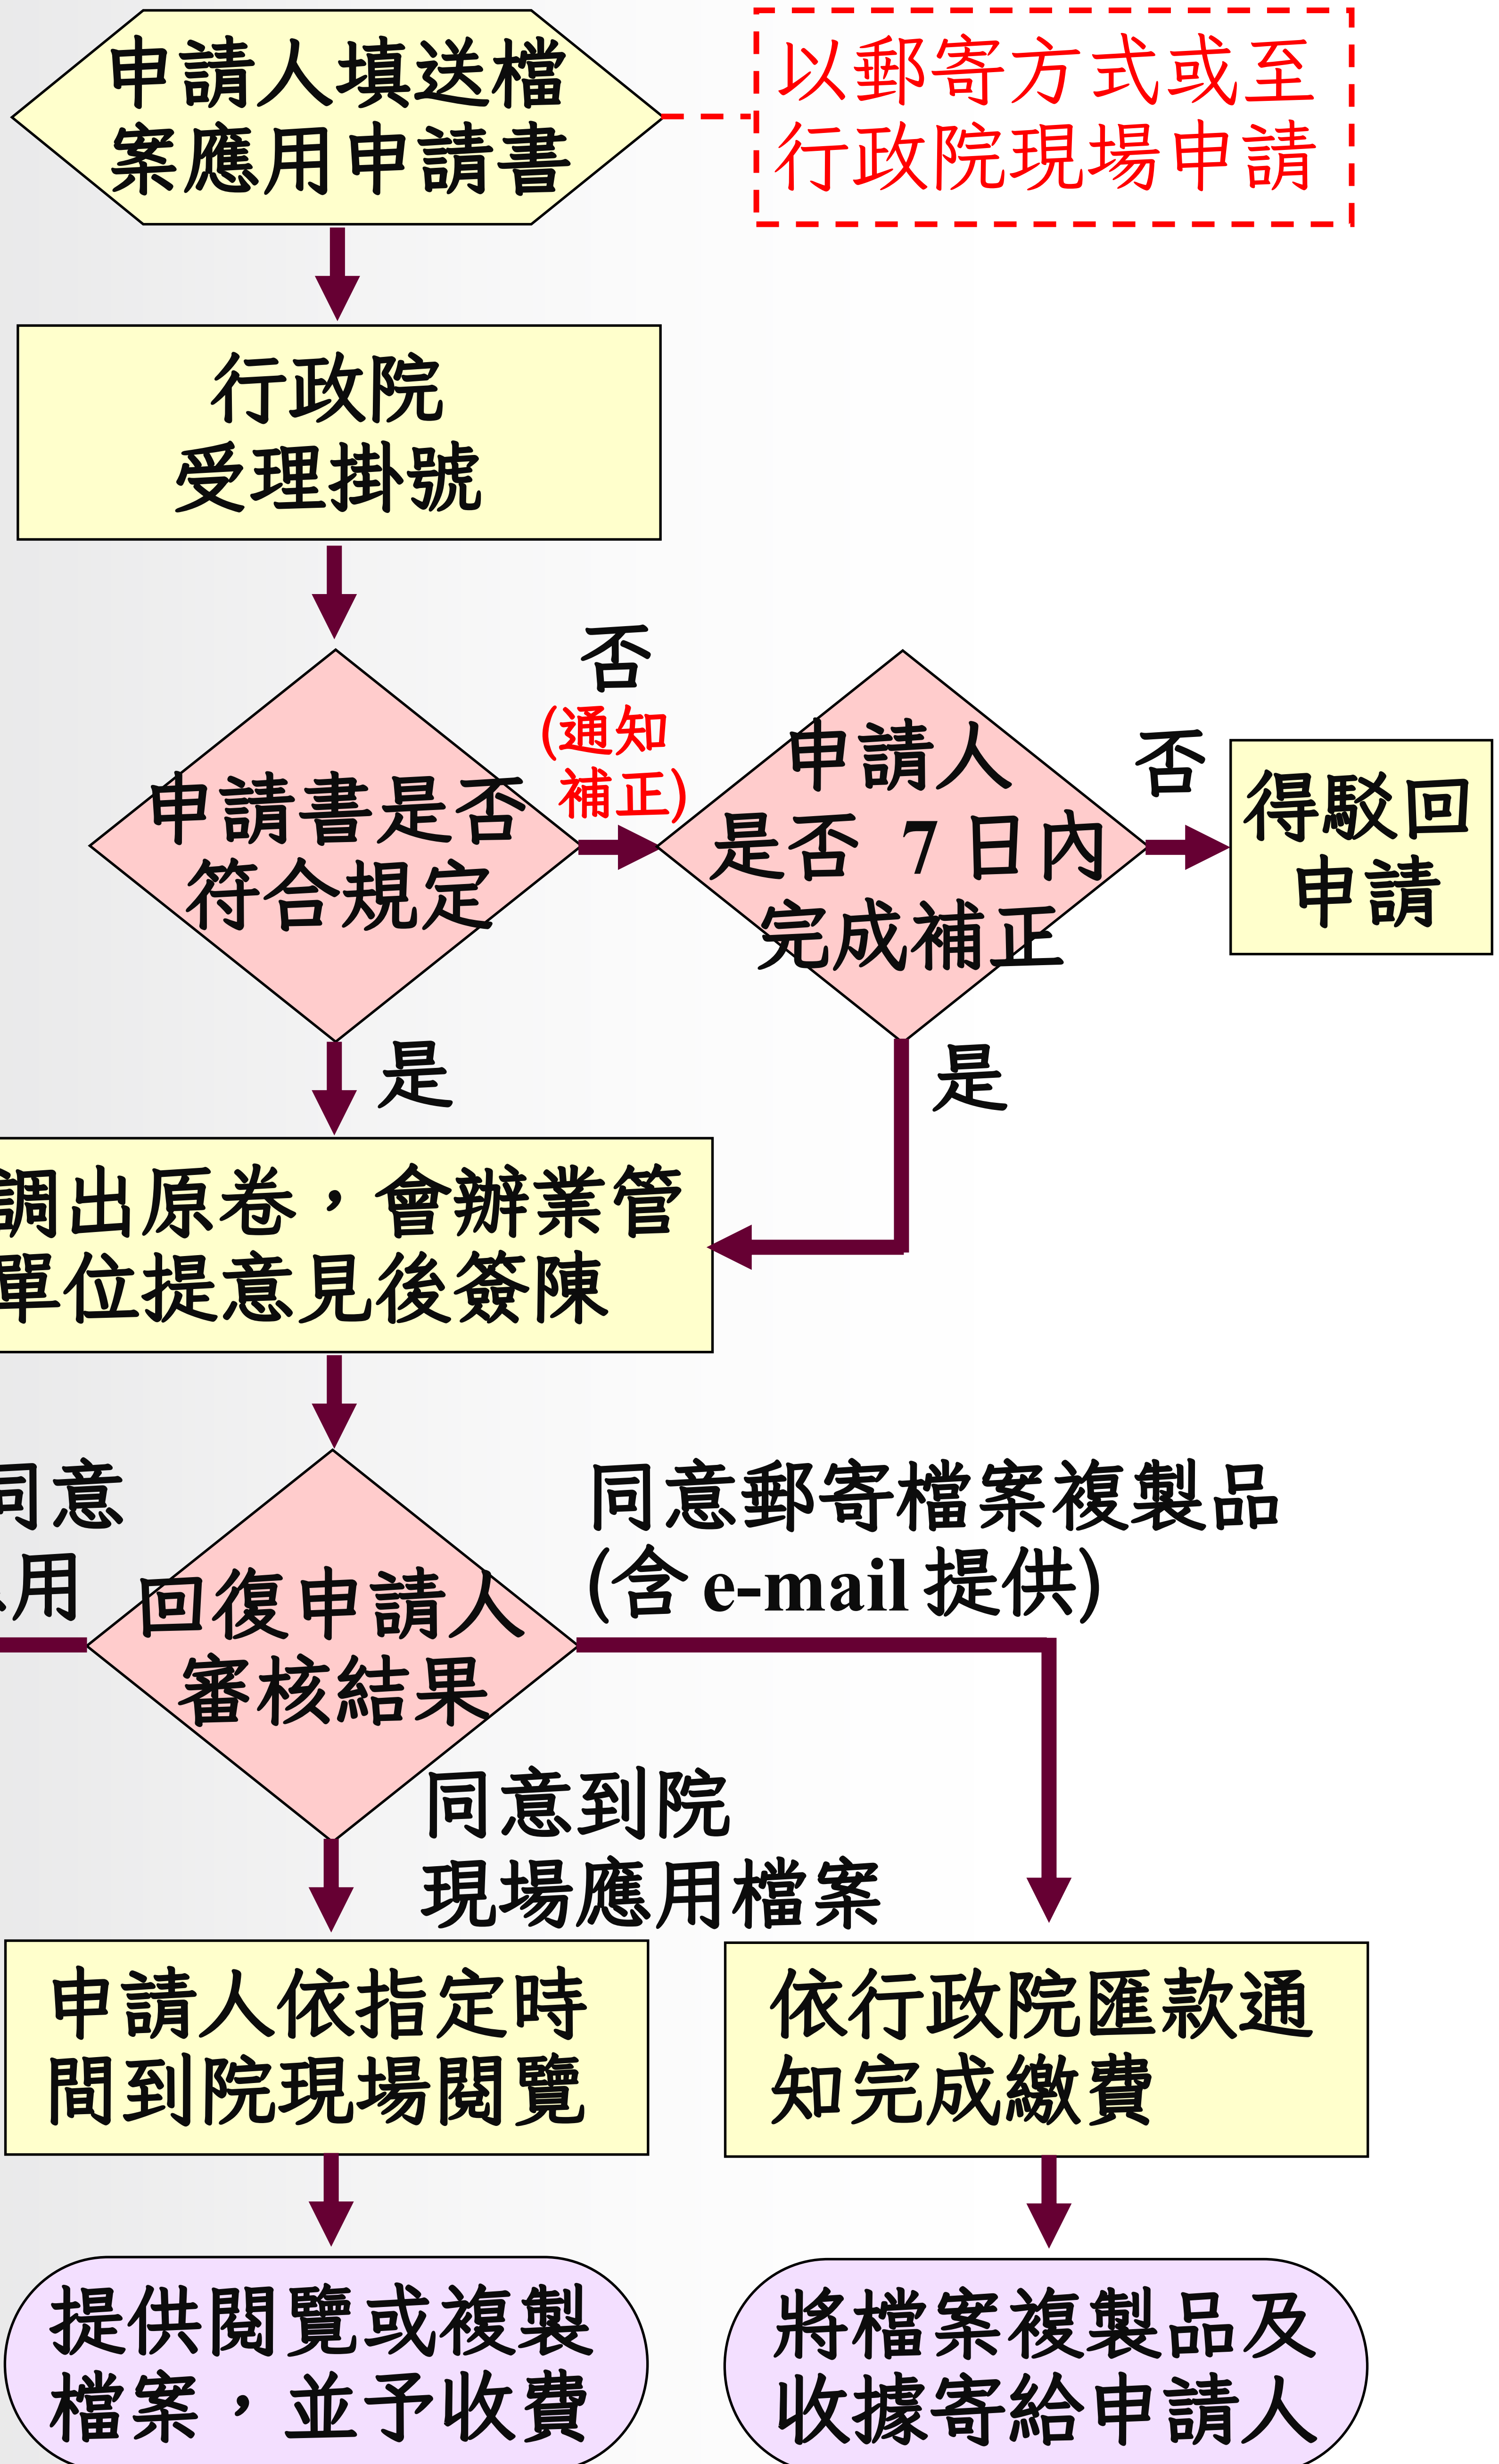 申請人填送檔
案應用申請書
以郵寄方式或至
行政院現場申請
行政院
受理掛號
否
(通知
補正)
申請書是否
符合規定
申請人
是否 7 日內
完成補正
否
得駁回
申請
是
是
調出原卷，會辦業管
單位提意見後簽陳
同意
用
回復申請人
審核結果
同意郵寄檔案複製品
(含 e-mail 提供)
同意到院
現場應用檔案
申請人依指定時
間到院現場閱覽
依行政院匯款通
知完成繳費
提供閱覽或複製
檔案，並予收費
將檔案複製品及
收據寄給申請人